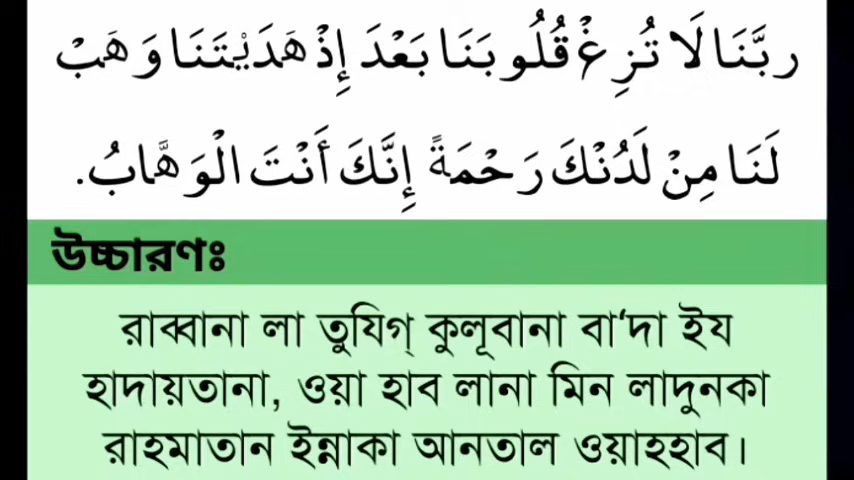 رَبَّنَا لَا تُزِغْ قُلُوبَنَا بَعْدَ إِذْ هَدَيْتَنَا وَهَبْ
لَنَا مِنْ لَدُنْكَ رَحْمَةً إِنَّكَ أَنْتَ الْوَهَّابُ.
উচ্চারণঃ
রাব্বানা লা তুযিগ্ কুলূবানা বা‘দা ইয
হাদায়তানা, ওয়া হাব লানা মিন লাদুনকা
রাহমাতান ইন্নাকা আনতাল ওয়াহহাব।